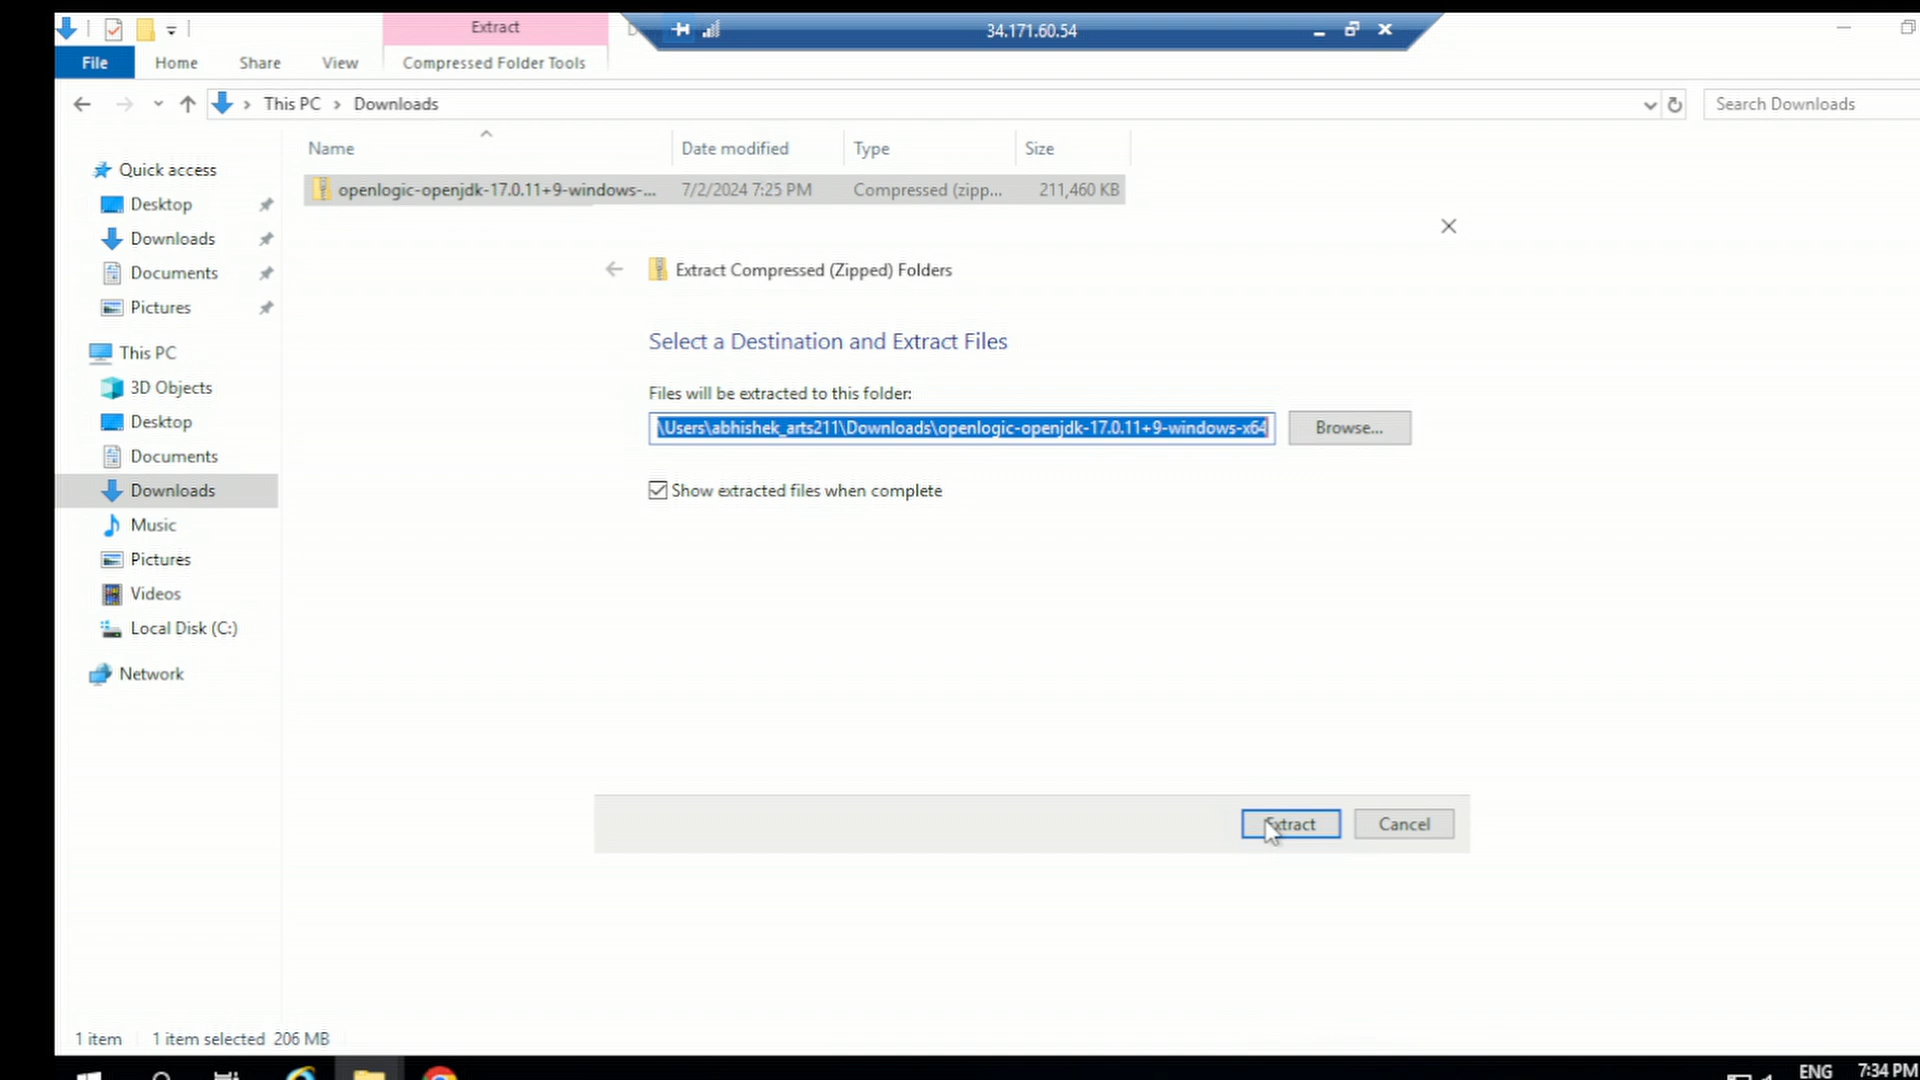 Extract
34.171.60.54
File
Home
Share
View
Compressed Folder Tools
This PC
Downloads
Search Downloads
Name
Date modified
Type
Size
openlogic-openjdk-17.0.11+9-windows-...
7/2/2024 7:25 PM
Compressed (zipp...
211,460 KB
Quick access
Desktop
Downloads
Documents
Pictures
This PC
3D Objects
Desktop
Documents
Downloads
Music
Pictures
Videos
Local Disk (C:)
Network
Extract Compressed (Zipped) Folders
Select a Destination and Extract Files
Files will be extracted to this folder:
\Users\abhishek_arts211\Downloads\openlogic-openjdk-17.0.11+9-windows-x64
Browse...
Show extracted files when complete
Extract
Cancel
1 item
1 item selected 206 MB
ENG
7:34 PM